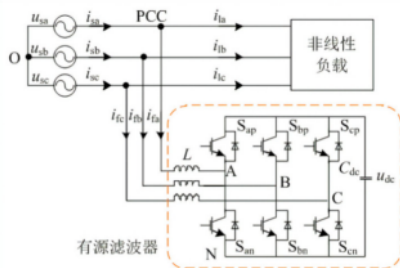 u_sa i_sa PCC i_la
O u_sb i_sb i_lb 非线性
u_sc i_sc i_lc 负载
i_fc i_fb i_fa
S_ap S_bp S_cp
L A C_dc u_dc
B
C
有源滤波器 N S_an S_bn S_cn